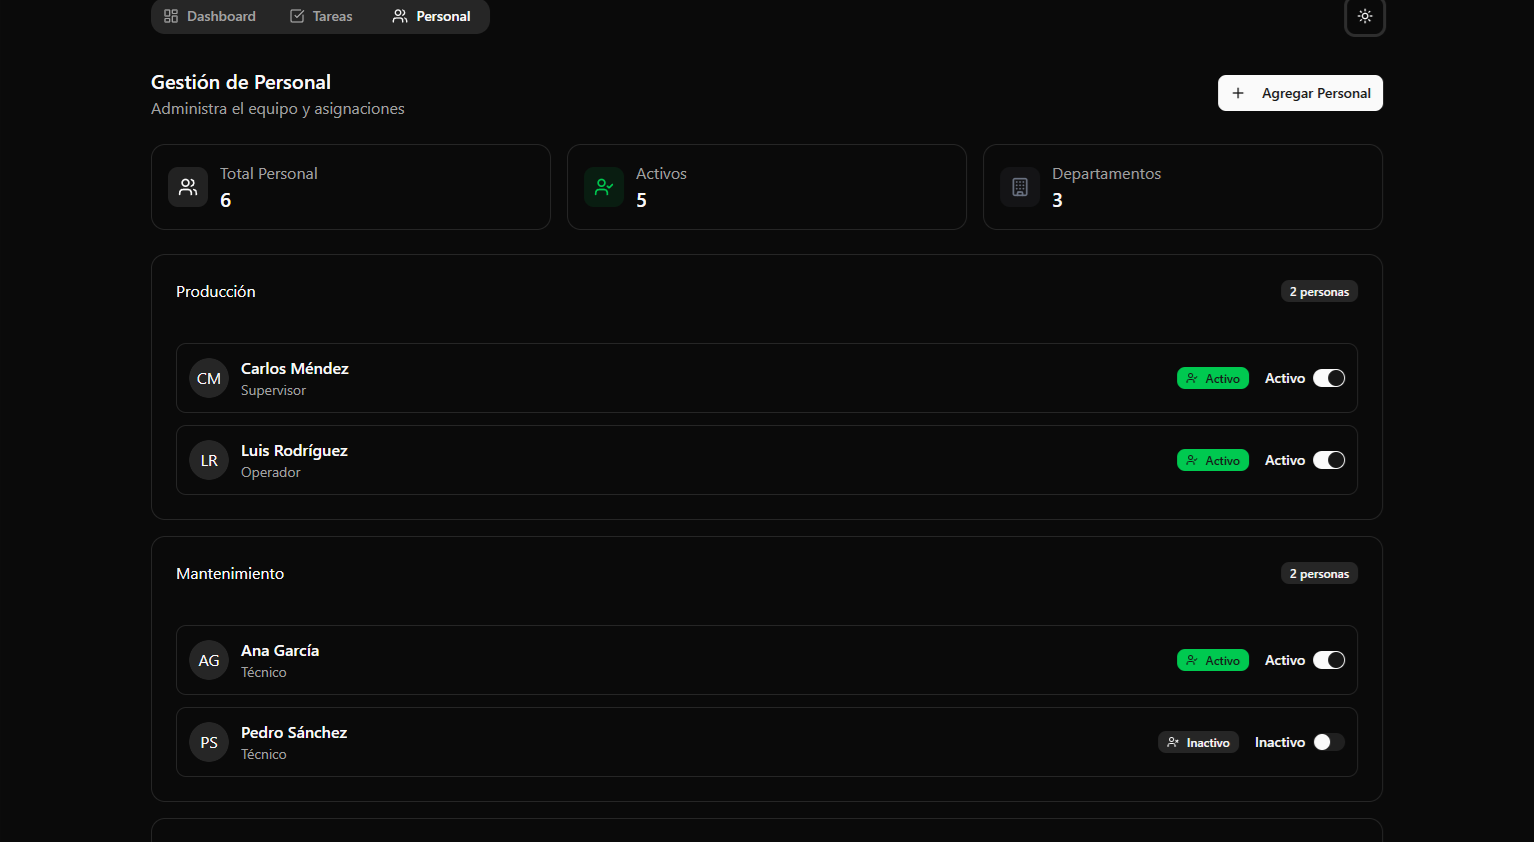 Dashboard Tareas Personal
Gestión de Personal
Administra el equipo y asignaciones
Agregar Personal
Total Personal
6
Activos
5
Departamentos
3
Producción
2 personas
CM
Carlos Méndez
Supervisor
Activo
Activo
LR
Luis Rodríguez
Operador
Activo
Activo
Mantenimiento
2 personas
AG
Ana García
Técnico
Activo
Activo
PS
Pedro Sánchez
Técnico
Inactivo
Inactivo